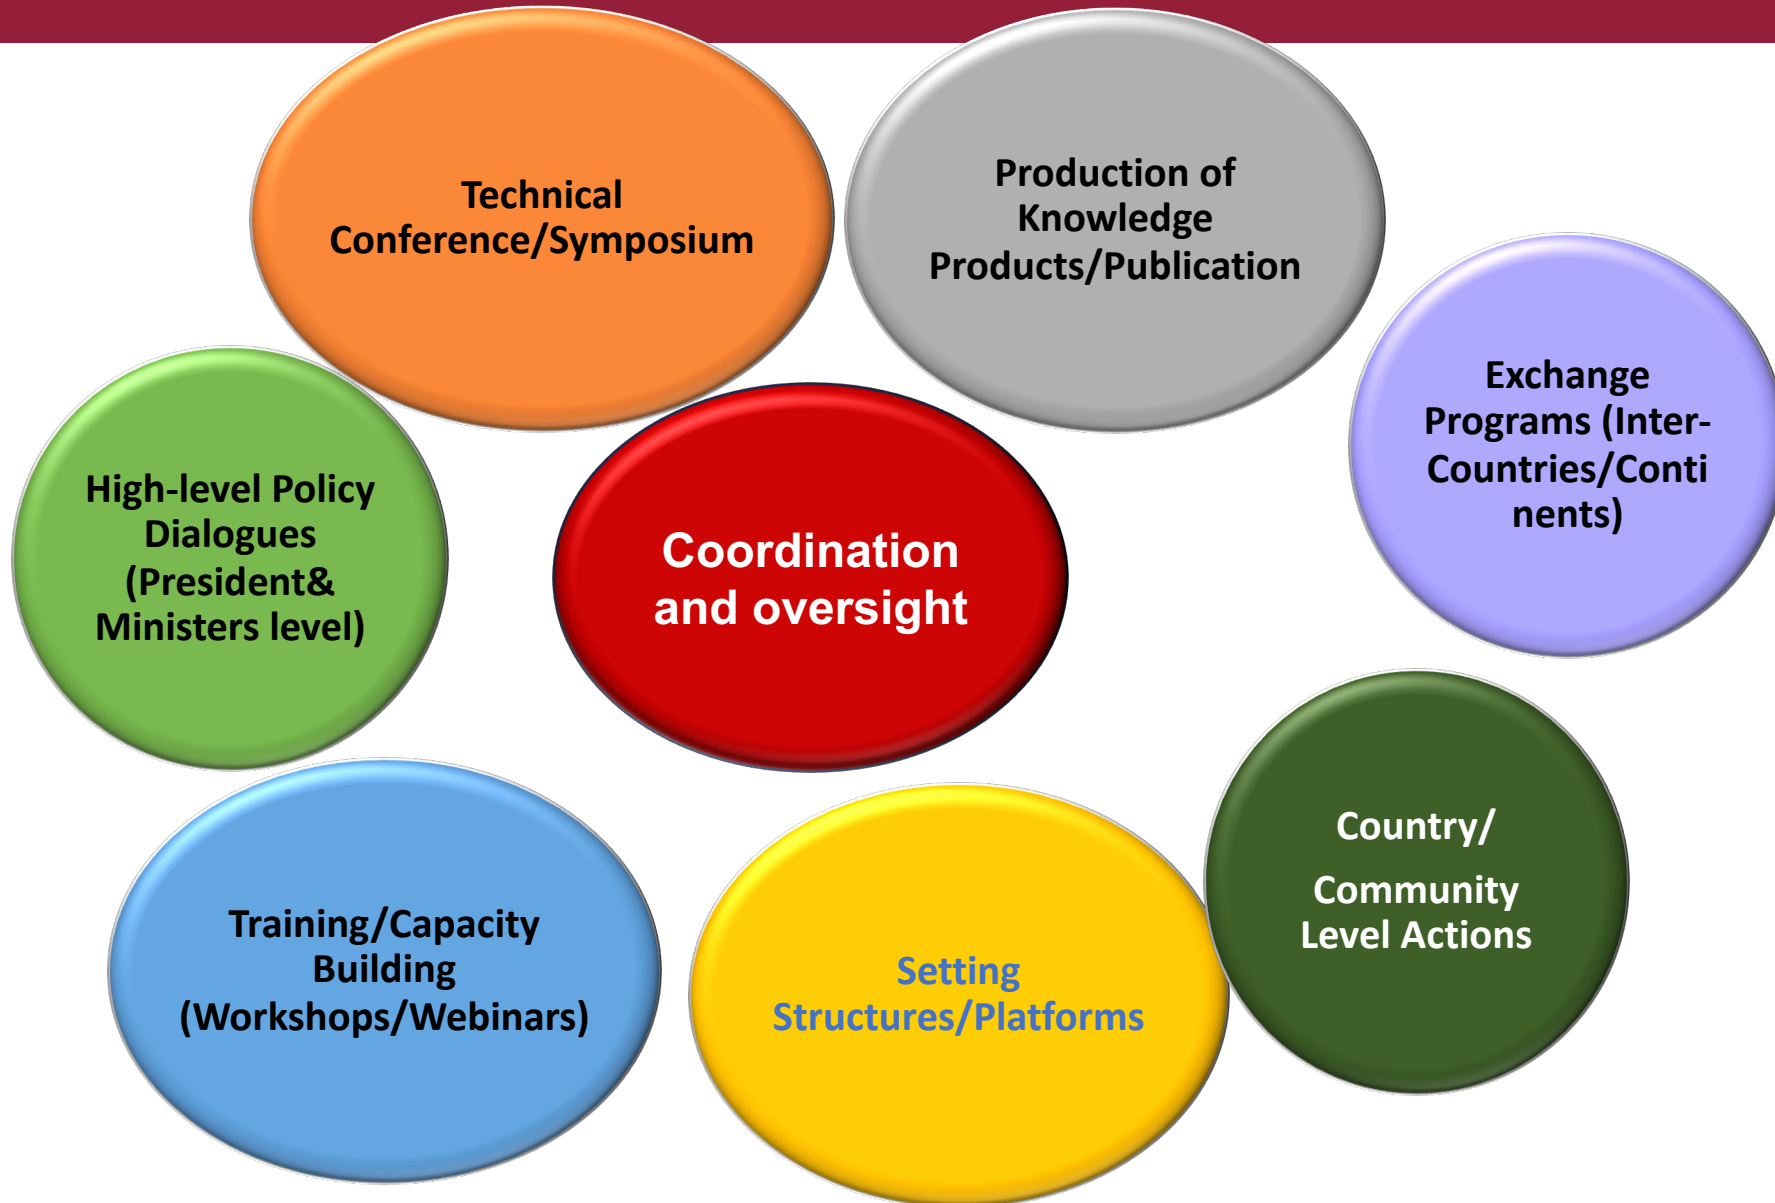 Technical
Conference/Symposium
Production of
Knowledge
Products/Publication
Exchange
Programs (Inter-
Countries/Conti
nents)
High-level Policy
Dialogues
(President&
Ministers level)
Coordination
and oversight
Country/
Community
Level Actions
Training/Capacity
Building
(Workshops/Webinars)
Setting
Structures/Platforms